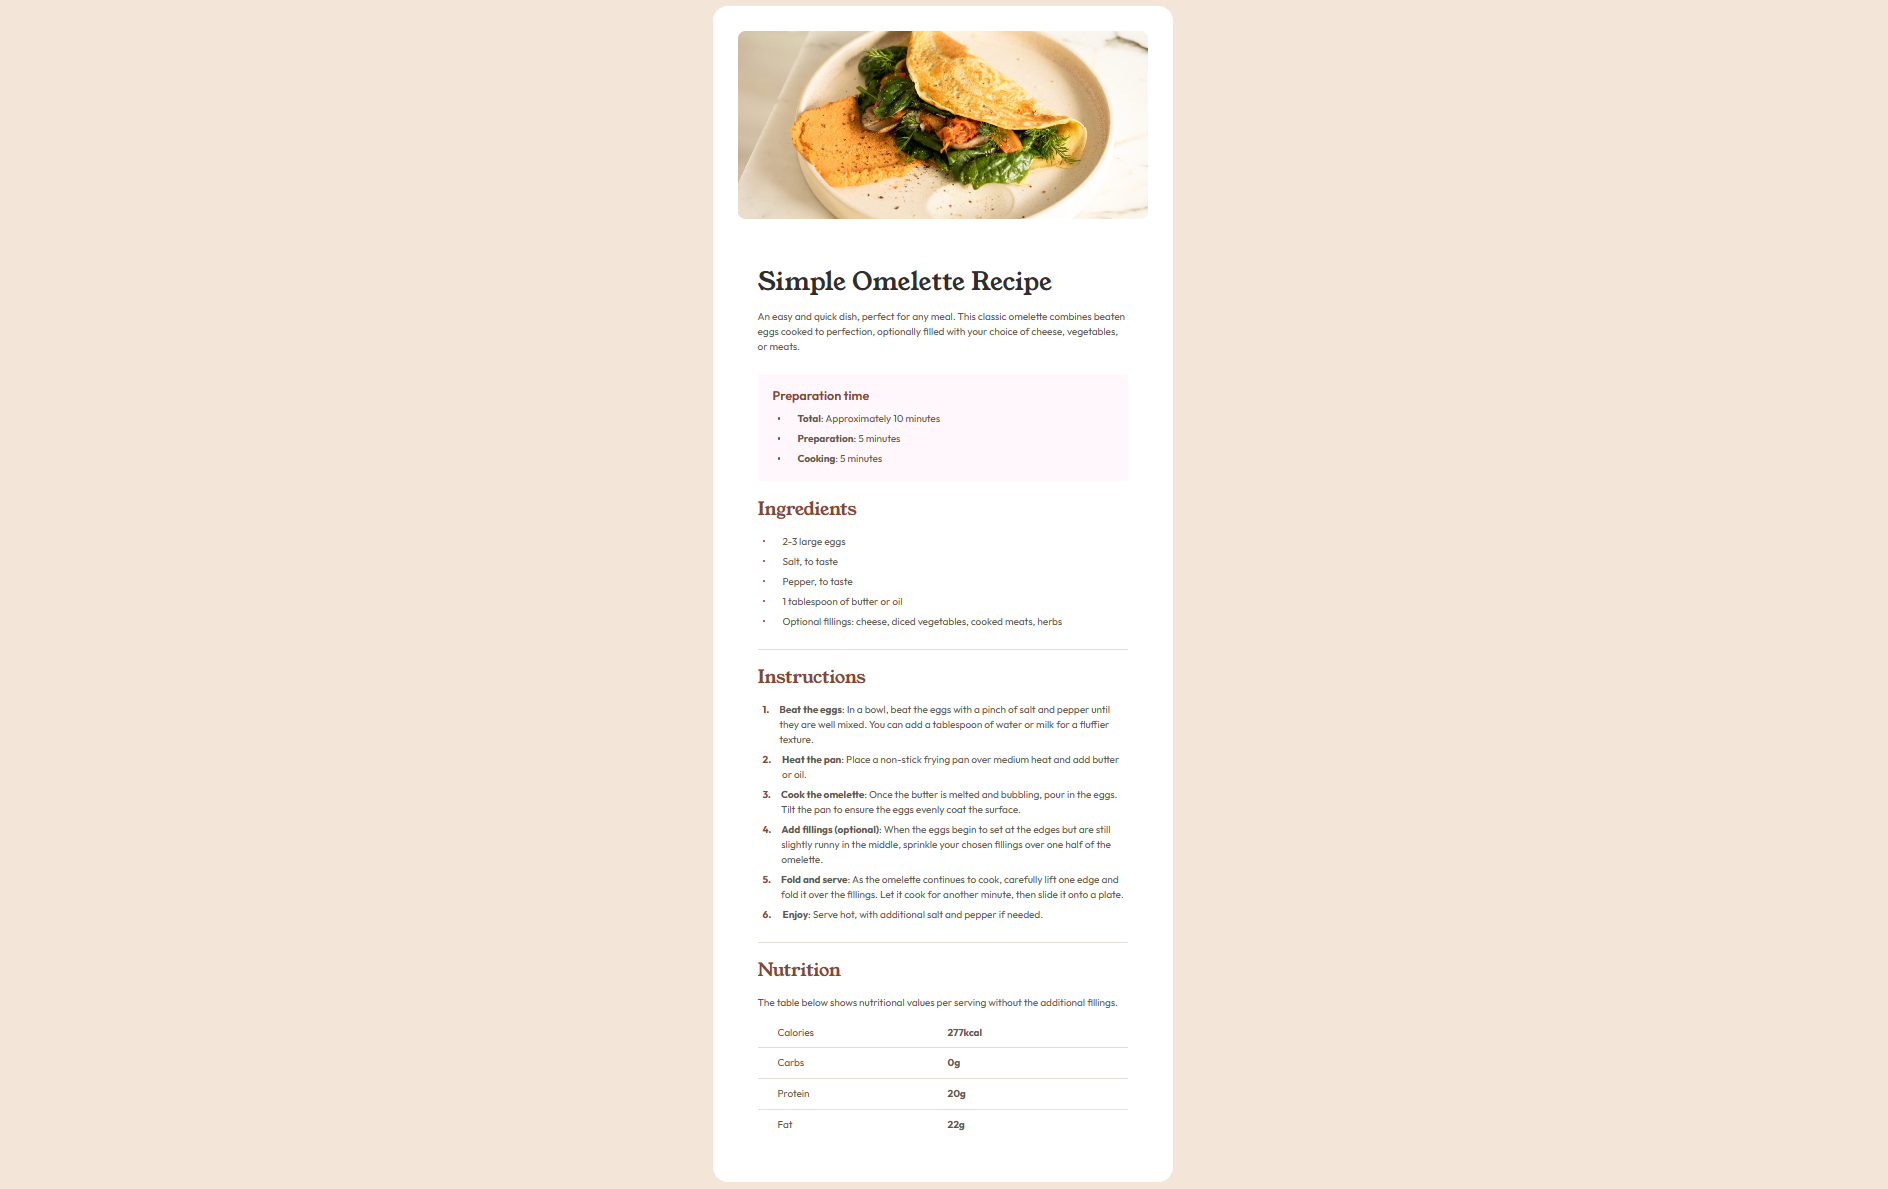 Simple Omelette Recipe
An easy and quick dish, perfect for any meal. This classic omelette combines beaten
eggs cooked to perfection, optionally filled with your choice of cheese, vegetables,
or meats.
Preparation time
• Total: Approximately 10 minutes
• Preparation: 5 minutes
• Cooking: 5 minutes
Ingredients
• 2-3 large eggs
• Salt, to taste
• Pepper, to taste
• 1 tablespoon of butter or oil
• Optional fillings: cheese, diced vegetables, cooked meats, herbs
Instructions
1. Beat the eggs: In a bowl, beat the eggs with a pinch of salt and pepper until
they are well mixed. You can add a tablespoon of water or milk for a fluffier
texture.
2. Heat the pan: Place a non-stick frying pan over medium heat and add butter
or oil.
3. Cook the omelette: Once the butter is melted and bubbling, pour in the eggs.
Tilt the pan to ensure the eggs evenly coat the surface.
4. Add fillings (optional): When the eggs begin to set at the edges but are still
slightly runny in the middle, sprinkle your chosen fillings over one half of the
omelette.
5. Fold and serve: As the omelette continues to cook, carefully lift one edge and
fold it over the fillings. Let it cook for another minute, then slide it onto a plate.
6. Enjoy: Serve hot, with additional salt and pepper if needed.
Nutrition
The table below shows nutritional values per serving without the additional fillings.
Calories 277kcal
Carbs 0g
Protein 20g
Fat 22g